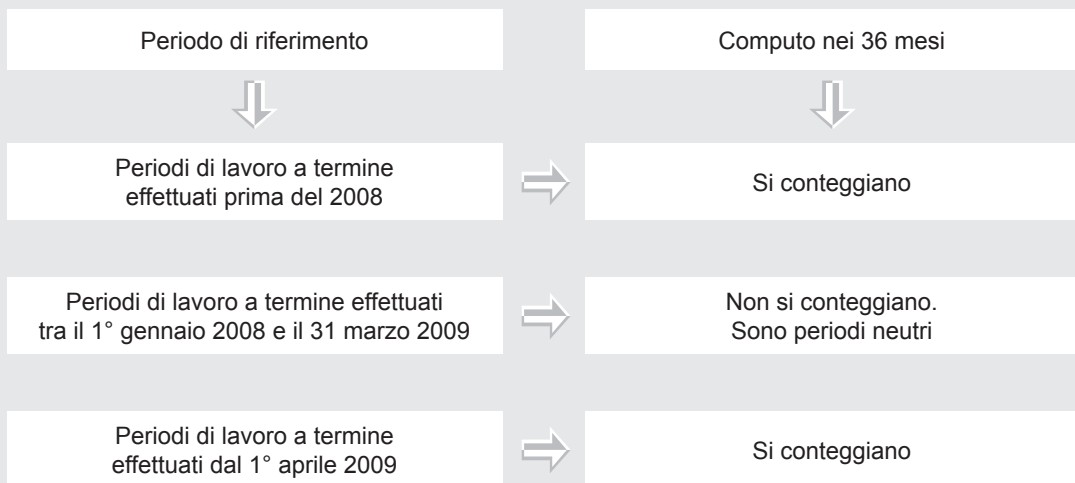 Periodo di riferimento
Computo nei 36 mesi
Periodi di lavoro a termine
effettuati prima del 2008
Si conteggiano
Periodi di lavoro a termine effettuati
tra il 1° gennaio 2008 e il 31 marzo 2009
Non si conteggiano.
Sono periodi neutri
Periodi di lavoro a termine
effettuati dal 1° aprile 2009
Si conteggiano